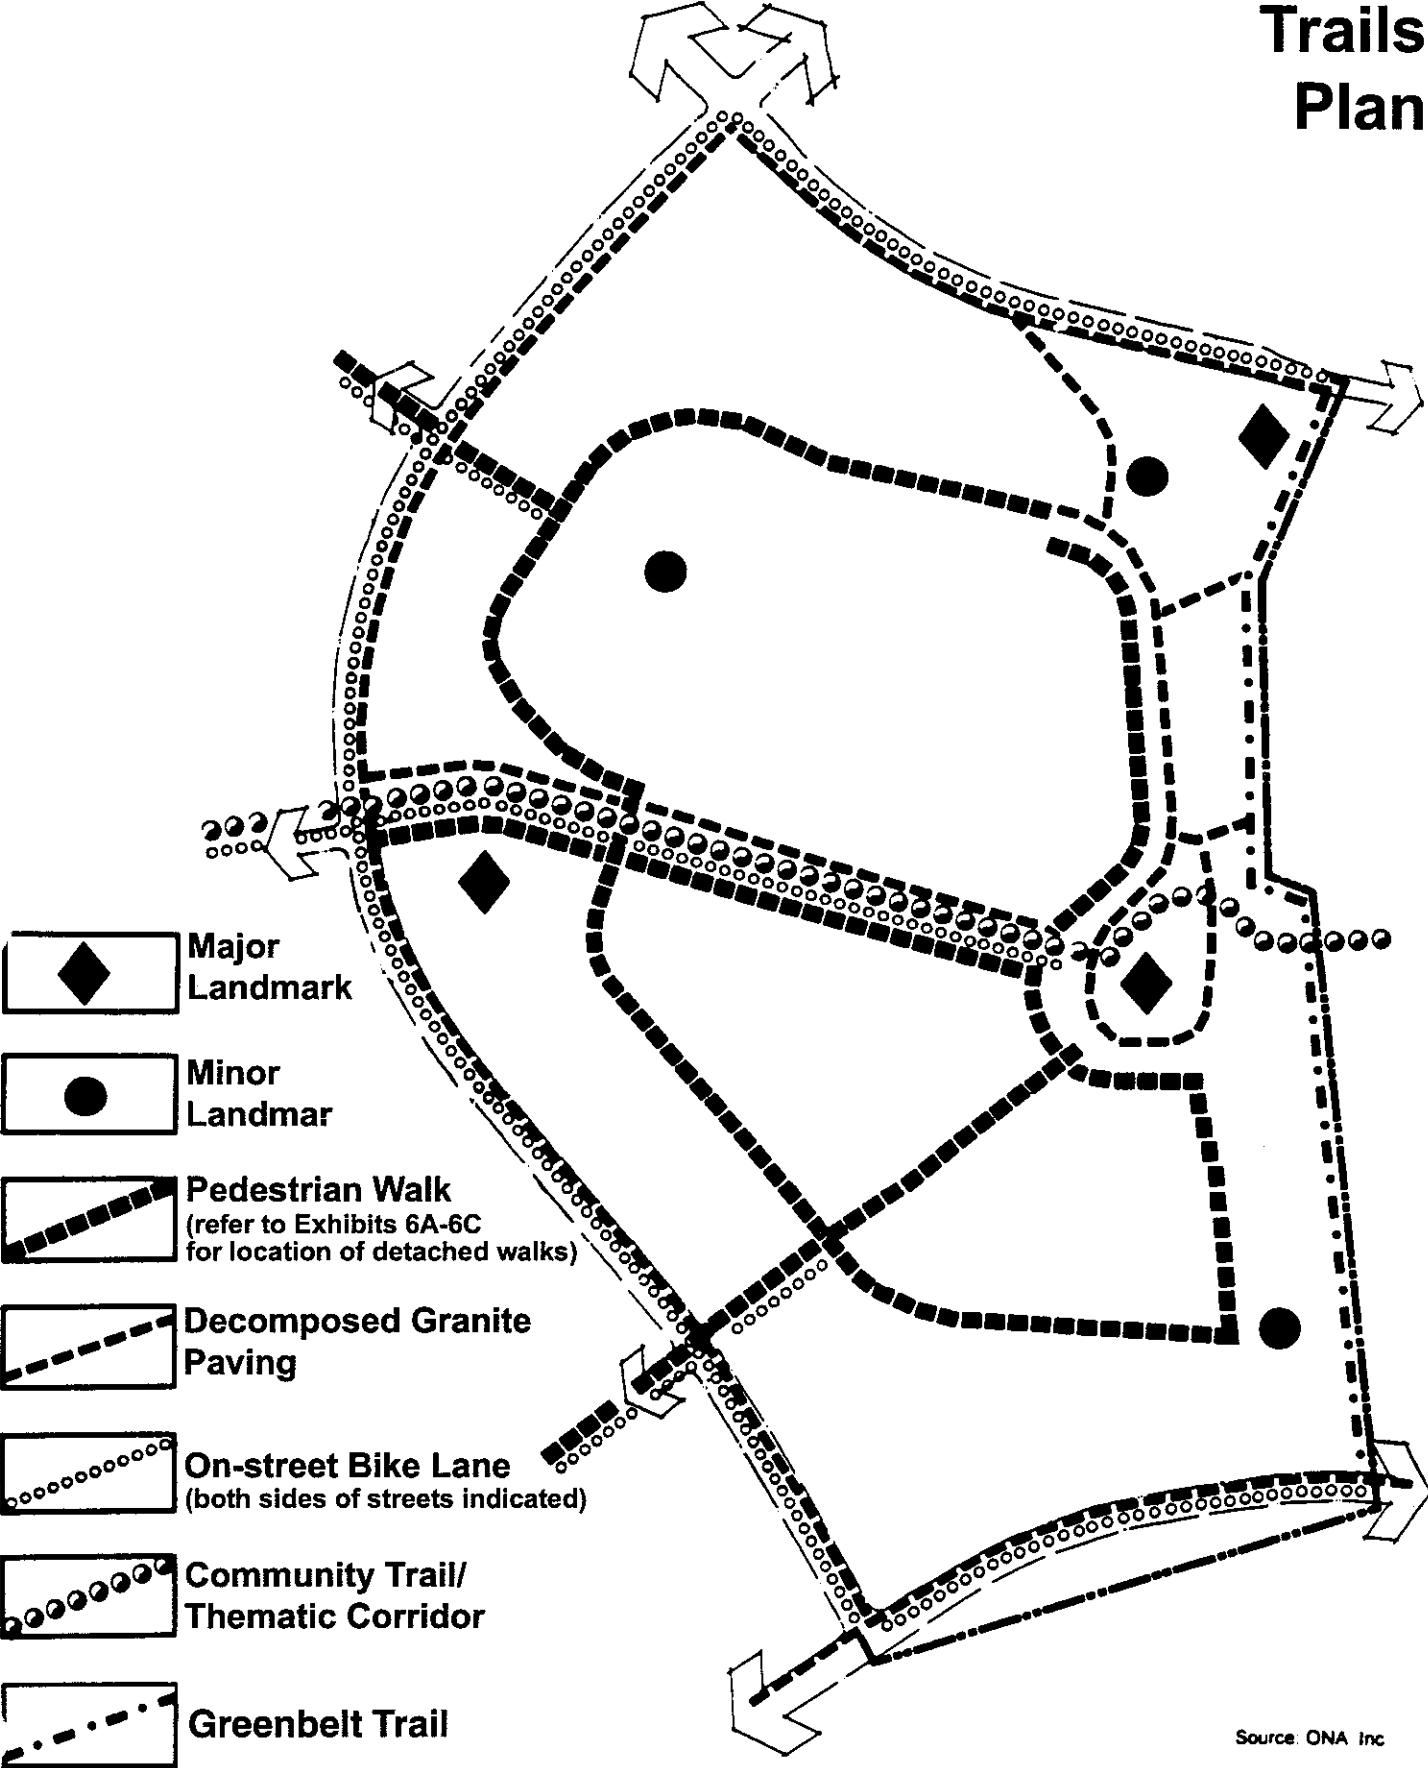 Trails
Plan
Major
Landmark
Minor
Landmar
Pedestrian Walk
(refer to Exhibits 6A-6C
for location of detached walks)
Decomposed Granite
Paving
On-street Bike Lane
(both sides of streets indicated)
Community Trail/
Thematic Corridor
Greenbelt Trail
Source: ONA Inc